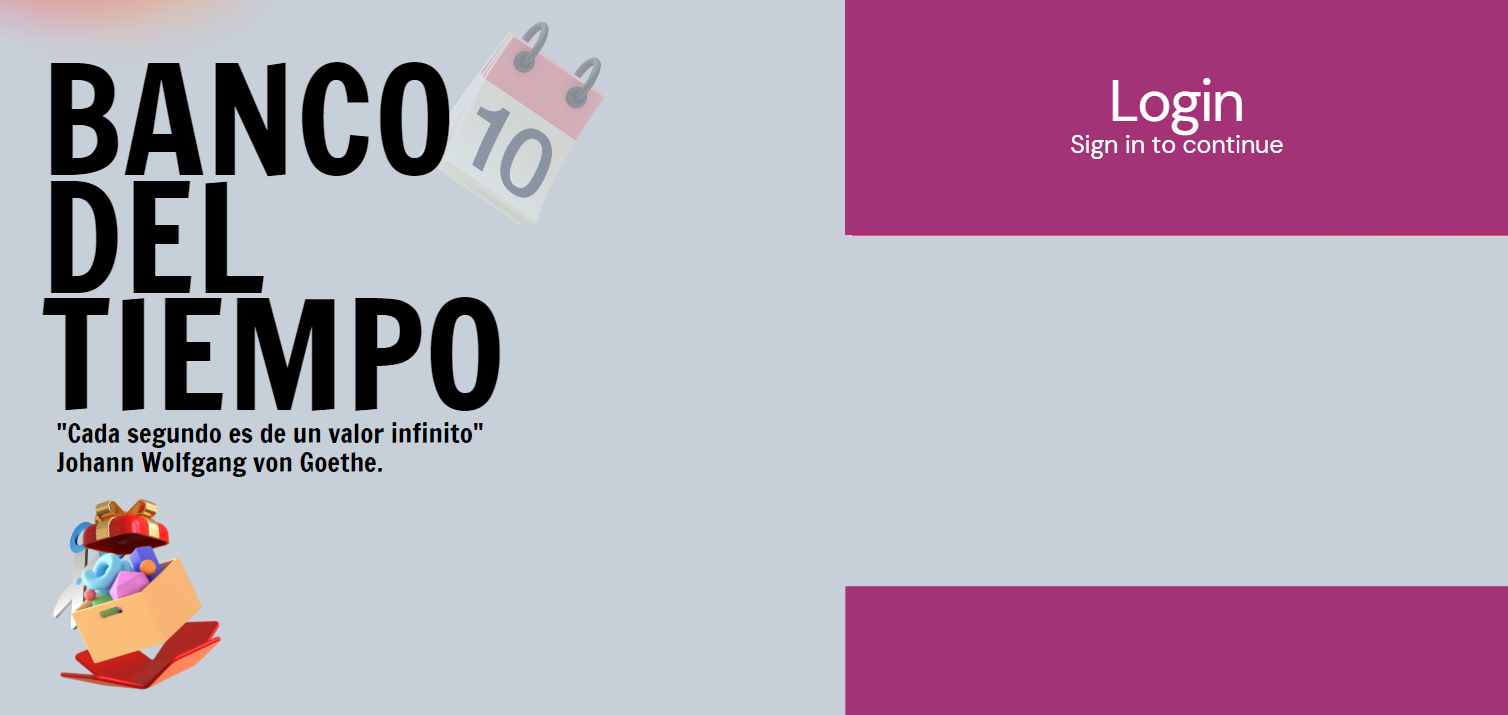 BANCO
DEL
TIEMPO
"Cada segundo es de un valor infinito"
Johann Wolfgang von Goethe.
10
Login
Sign in to continue